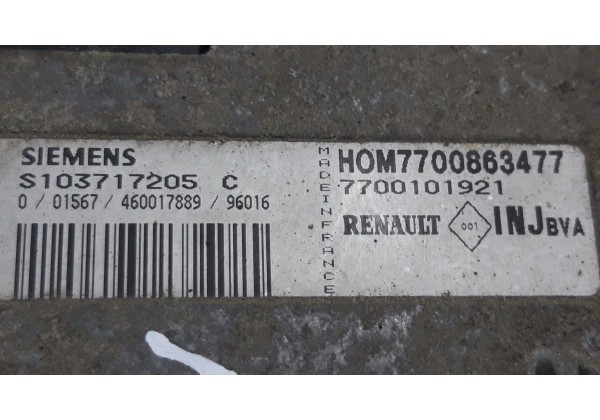 SIEMENS
S103717205 C
0 / 01567 / 460017889 / 96016
MADE IN FRANCE
HOM7700863477
7700101921
RENAULT 001 INJ BVA